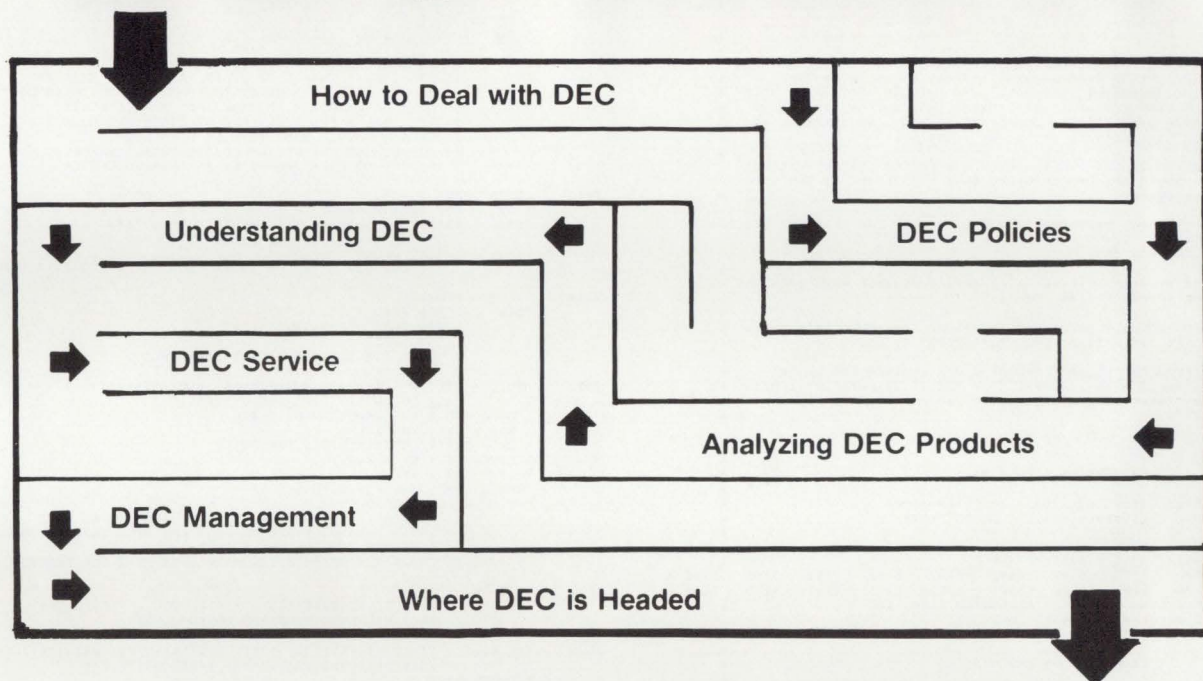 How to Deal with DEC
Understanding DEC
DEC Policies
DEC Service
Analyzing DEC Products
DEC Management
Where DEC is Headed